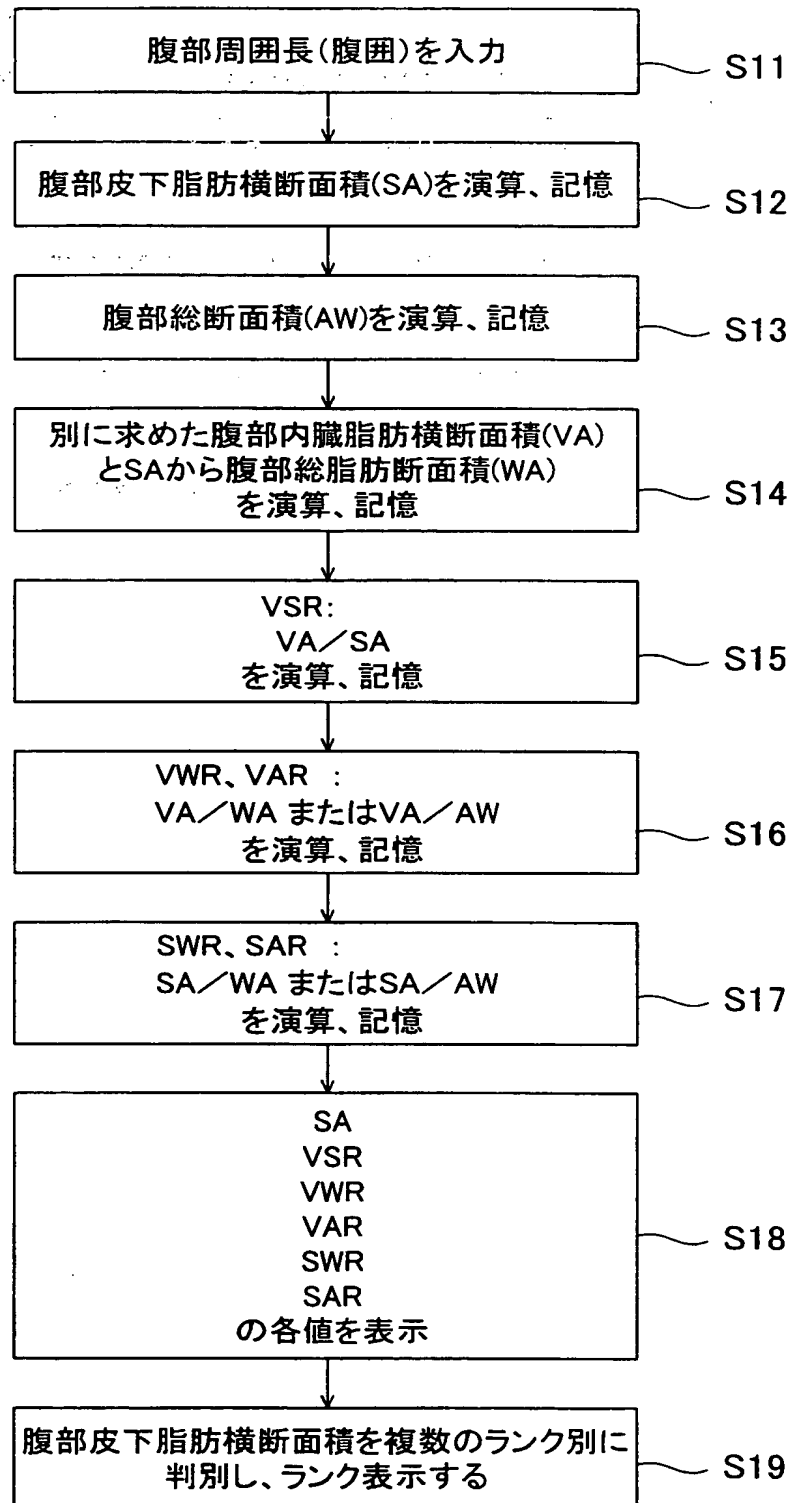 腹部周囲長(腹囲)を入力
S11
腹部皮下脂肪横断面積(SA)を演算、記憶
S12
腹部総断面積(AW)を演算、記憶
S13
別に求めた腹部内臓脂肪横断面積(VA)
とSAから腹部総脂肪断面積(WA)
を演算、記憶
S14
VSR:
VA／SA
を演算、記憶
S15
VWR、VAR :
VA／WA またはVA／AW
を演算、記憶
S16
SWR、SAR :
SA／WA またはSA／AW
を演算、記憶
S17
SA
VSR
VWR
VAR
SWR
SAR
の各値を表示
S18
腹部皮下脂肪横断面積を複数のランク別に
判別し、ランク表示する
S19